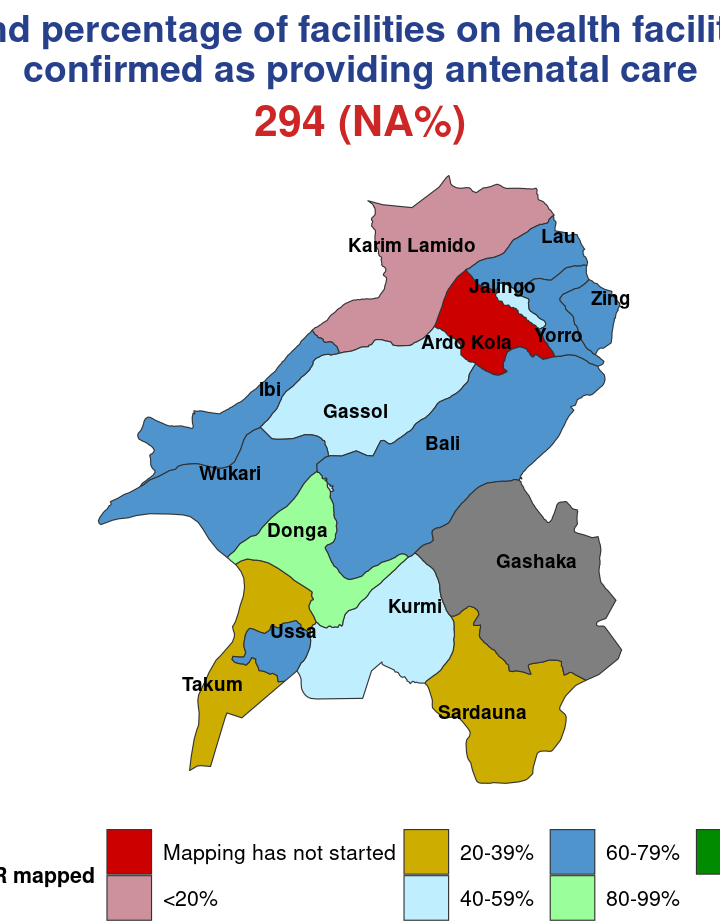 percentage of facilities on health
confirmed as providing antenatal care
294 (NA%)
Karim Lamido
Lau
Jalingo
Zing
Ardo Kola
Yorro
Ibi
Gassol
Bali
Wukari
Donga
Gashaka
Kurmi
Ussa
Takum
Sardauna
mapped
Mapping has not started
<20%
20-39%
40-59%
60-79%
80-99%